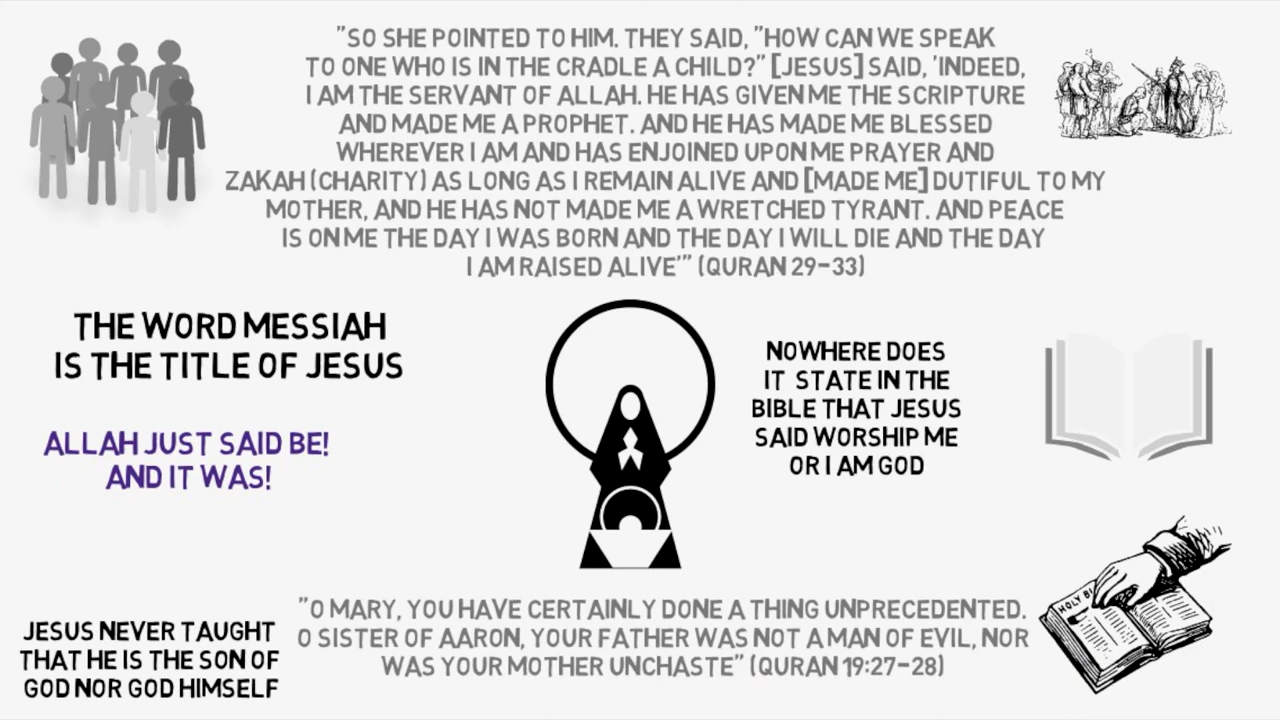 "SO SHE POINTED TO HIM. THEY SAID, "HOW CAN WE SPEAK
TO ONE WHO IS IN THE CRADLE A CHILD?" [JESUS] SAID, 'INDEED,
I AM THE SERVANT OF ALLAH. HE HAS GIVEN ME THE SCRIPTURE
AND MADE ME A PROPHET. AND HE HAS MADE ME BLESSED
WHEREVER I AM AND HAS ENJOINED UPON ME PRAYER AND
ZAKAH (CHARITY) AS LONG AS I REMAIN ALIVE AND [MADE ME] DUTIFUL TO MY
MOTHER, AND HE HAS NOT MADE ME A WRETCHED TYRANT. AND PEACE
IS ON ME THE DAY I WAS BORN AND THE DAY I WILL DIE AND THE DAY
I AM RAISED ALIVE'" (QURAN 29-33)
THE WORD MESSIAH
IS THE TITLE OF JESUS
ALLAH JUST SAID BE!
AND IT WAS!
NOWHERE DOES
IT STATE IN THE
BIBLE THAT JESUS
SAID WORSHIP ME
OR I AM GOD
JESUS NEVER TAUGHT
THAT HE IS THE SON OF
GOD NOR GOD HIMSELF
"O MARY, YOU HAVE CERTAINLY DONE A THING UNPRECEDENTED.
O SISTER OF AARON, YOUR FATHER WAS NOT A MAN OF EVIL, NOR
WAS YOUR MOTHER UNCHASTE" (QURAN 19:27-28)
HOLY BI